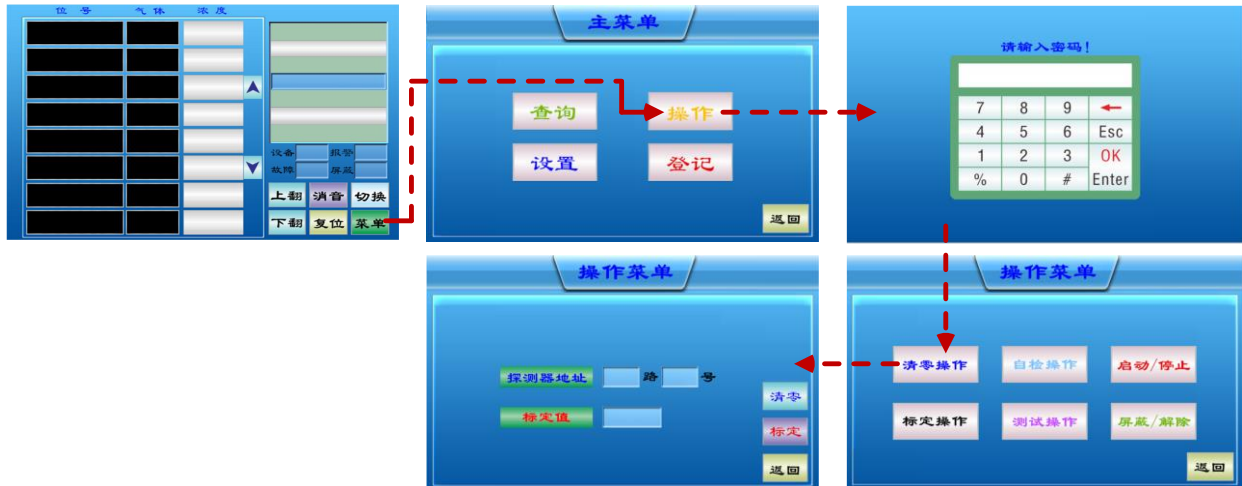 位号 气体 浓度
设备 报警
故障 屏蔽
上翻 消音 切换
下翻 复位 菜单
主菜单
查询 操作
设置 登记
返回
请输入密码！
7 8 9 ←
4 5 6 Esc
1 2 3 OK
% 0 # Enter
操作菜单
探测器地址 路 号
标定值
清零
标定
返回
操作菜单
清零操作 自检操作 启动/停止
标定操作 测试操作 屏蔽/解除
返回